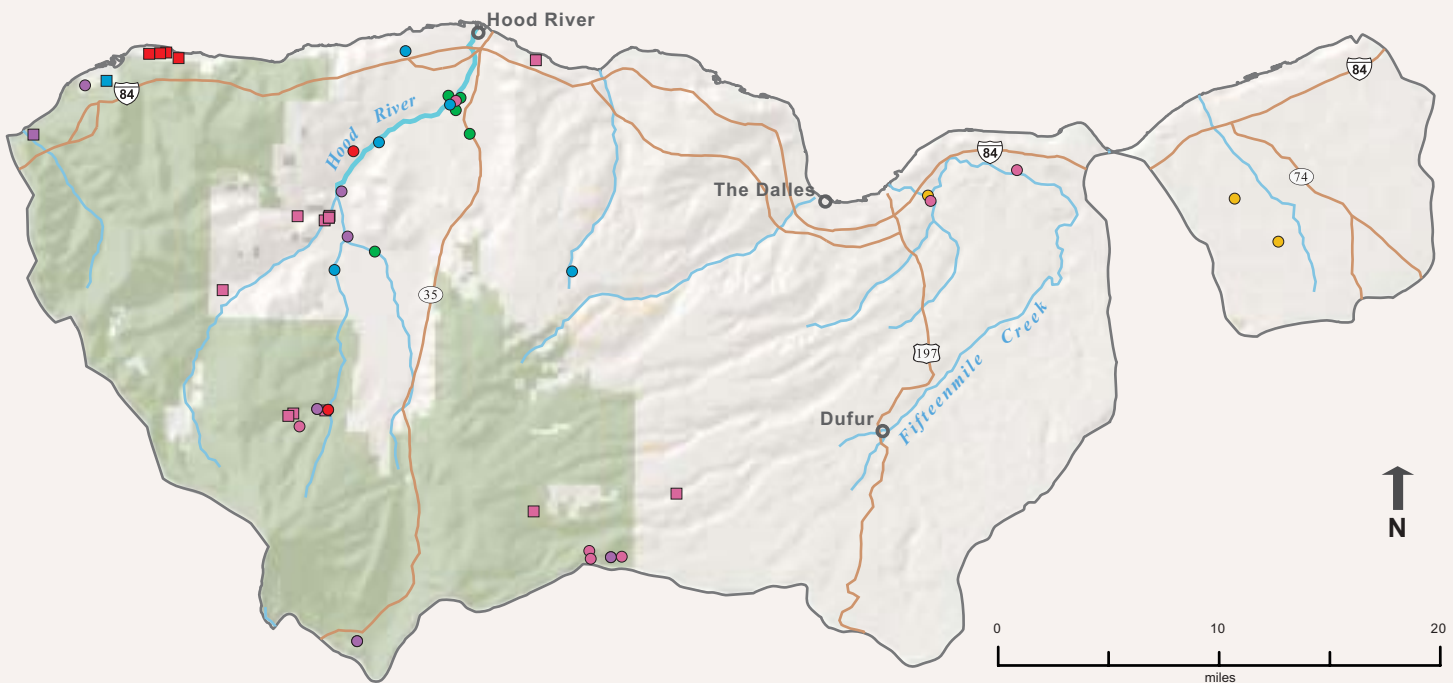 Hood River
84
84
Hood River
84
74
The Dalles
35
197
Fifteenmile Creek
Dufur
N
0 10 20
miles